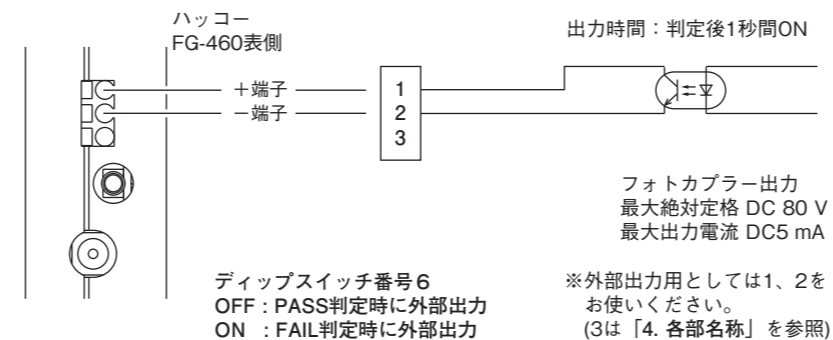 ハッコー
FG-460表側
出力時間：判定後1秒間ON
＋端子
－端子
1
2
3
フォトカプラー出力
最大絶対定格 DC 80 V
最大出力電流 DC5 mA
ディップスイッチ番号6
OFF：PASS判定時に外部出力
ON ：FAIL判定時に外部出力
※外部出力用としては1、2を
お使いください。
(3は「4. 各部名称」を参照)